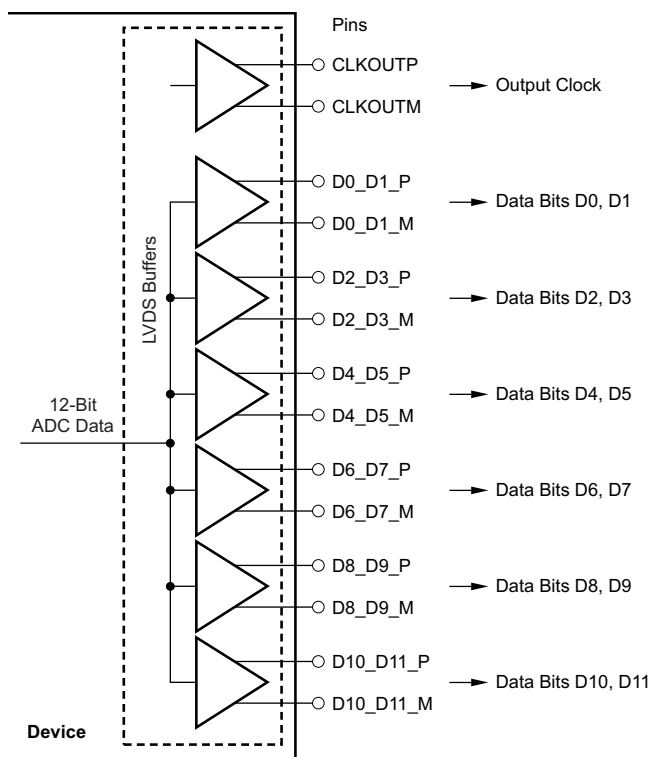 Pins
CLKOUTP
CLKOUTM
Output Clock
D0_D1_P
D0_D1_M
Data Bits D0, D1
D2_D3_P
D2_D3_M
Data Bits D2, D3
LVDS Buffers
D4_D5_P
D4_D5_M
Data Bits D4, D5
12-Bit
ADC Data
D6_D7_P
D6_D7_M
Data Bits D6, D7
D8_D9_P
D8_D9_M
Data Bits D8, D9
D10_D11_P
D10_D11_M
Data Bits D10, D11
Device